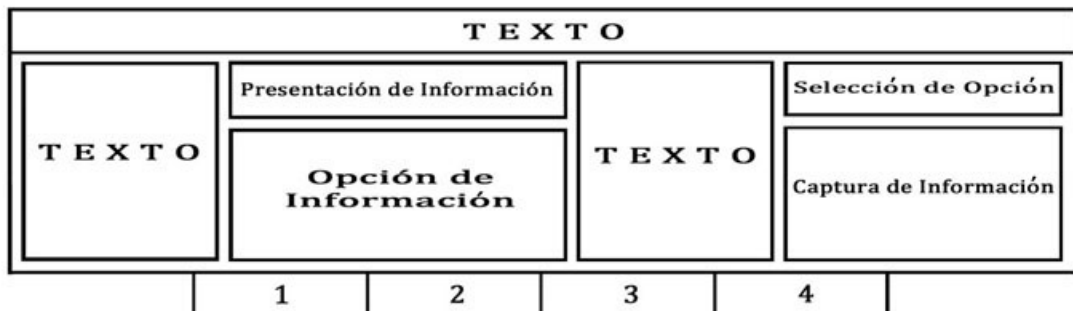 T E X T O
T E X T O
Presentación de Información
Opción de
Información
T E X T O
Selección de Opción
Captura de Información
1 2 3 4